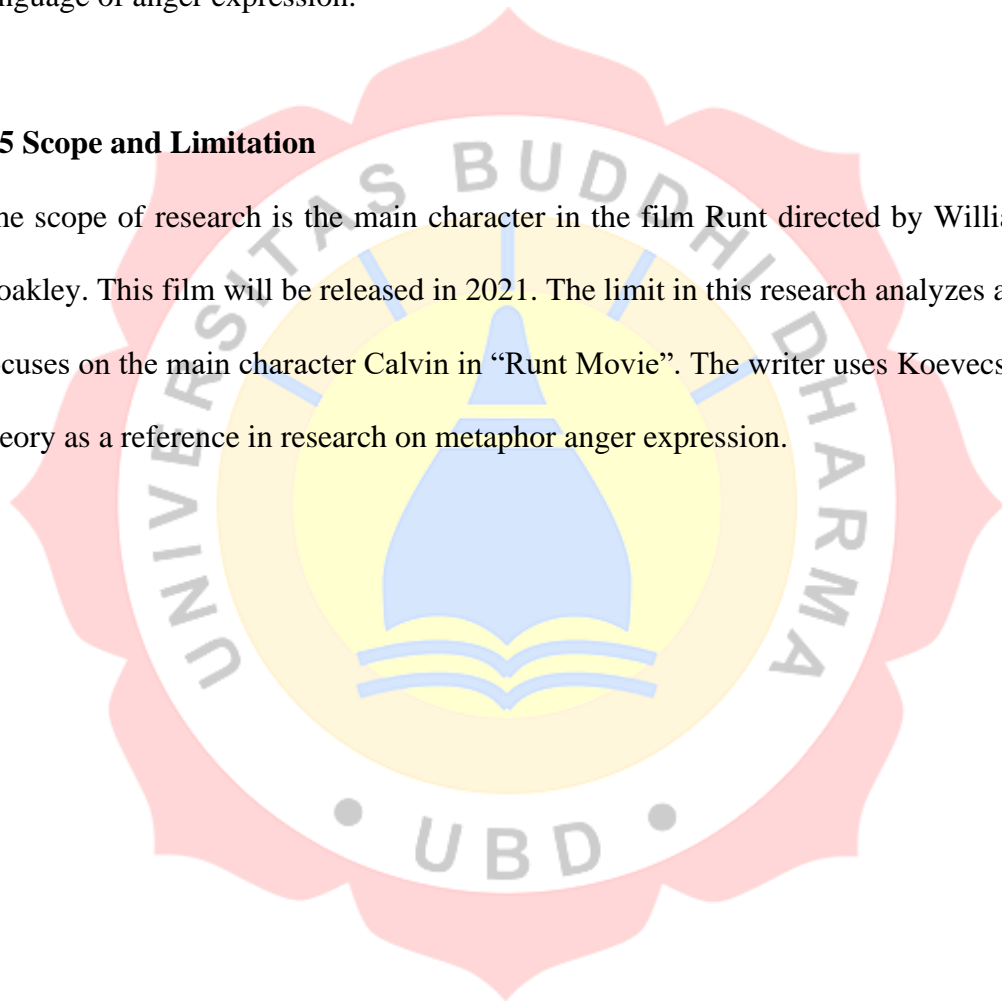 nguage of anger expression.
5 Scope and Limitation
he scope of research is the main character in the film Runt directed by Willia
oakley. This film will be released in 2021. The limit in this research analyzes a
ocuses on the main character Calvin in “Runt Movie”. The writer uses Koevecs
eory as a reference in research on metaphor anger expression.
UNIVERSITAS BUDDHI DHARMA
• UBD •